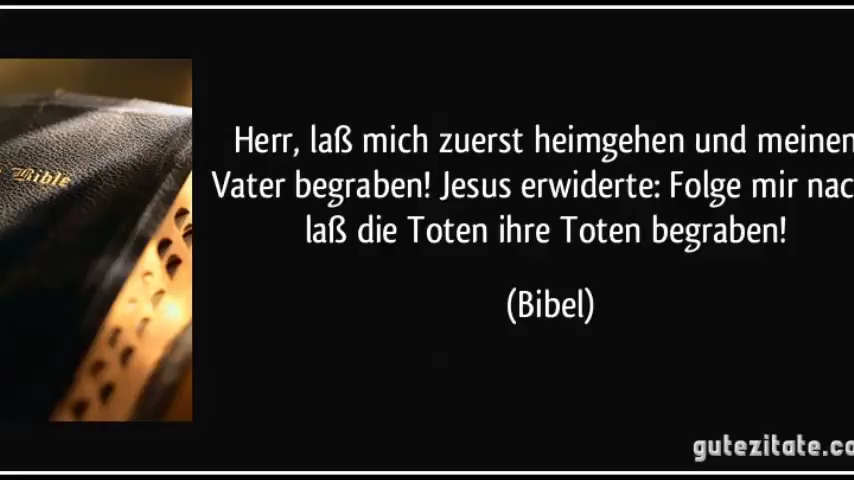 Bible
Herr, laß mich zuerst heimgehen und meinen
Vater begraben! Jesus erwiderte: Folge mir nac
laß die Toten ihre Toten begraben!
(Bibel)
gutezitate.co